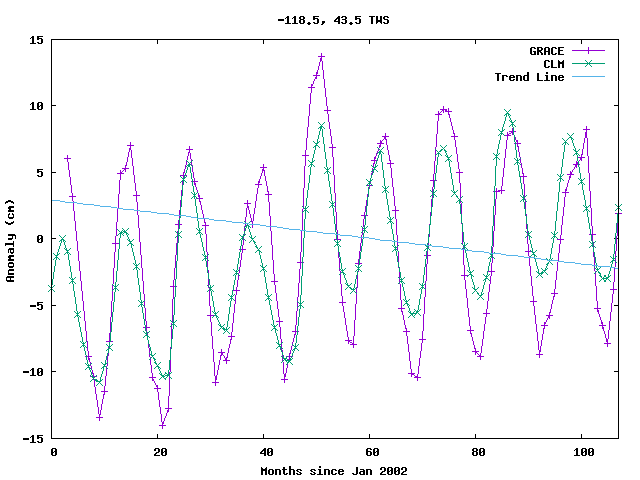 -118.5, 43.5 TWS
GRACE
CLM
Trend Line
15
10
5
0
-5
-10
-15
Anomaly (cm)
0 20 40 60 80 100
Months since Jan 2002